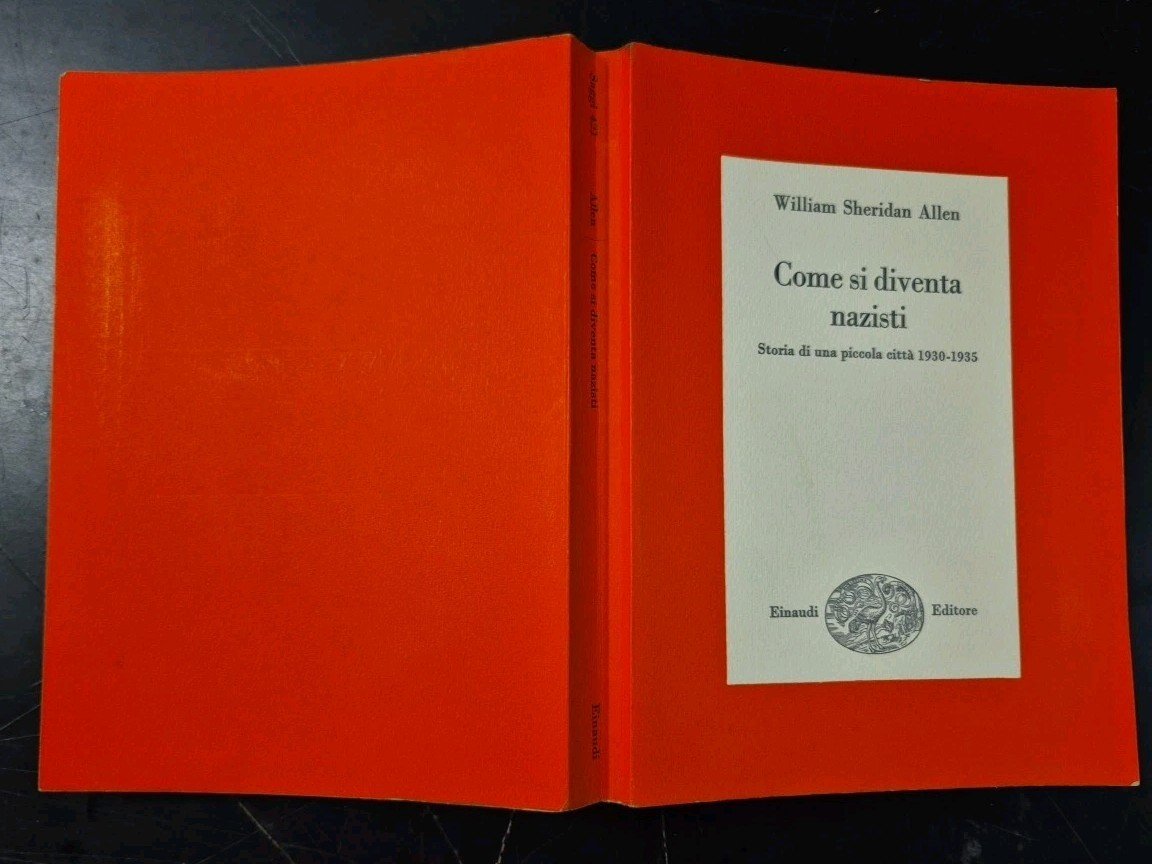 William Sheridan Allen
Come si diventa
nazisti
Storia di una piccola città 1930-1935
Einaudi Editore
Saggi Allen Come si diventa nazisti Einaudi